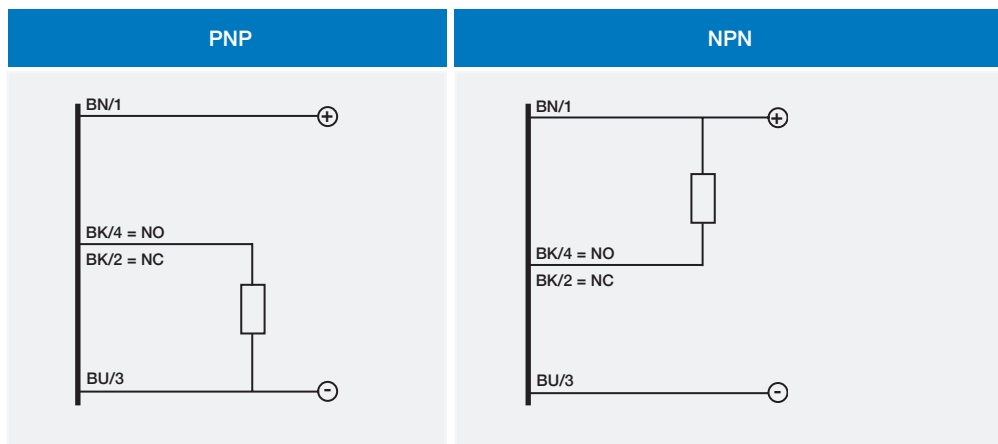 PNP
BN/1
+
BK/4 = NO
BK/2 = NC
BU/3
-
NPN
BN/1
+
BK/4 = NO
BK/2 = NC
BU/3
-